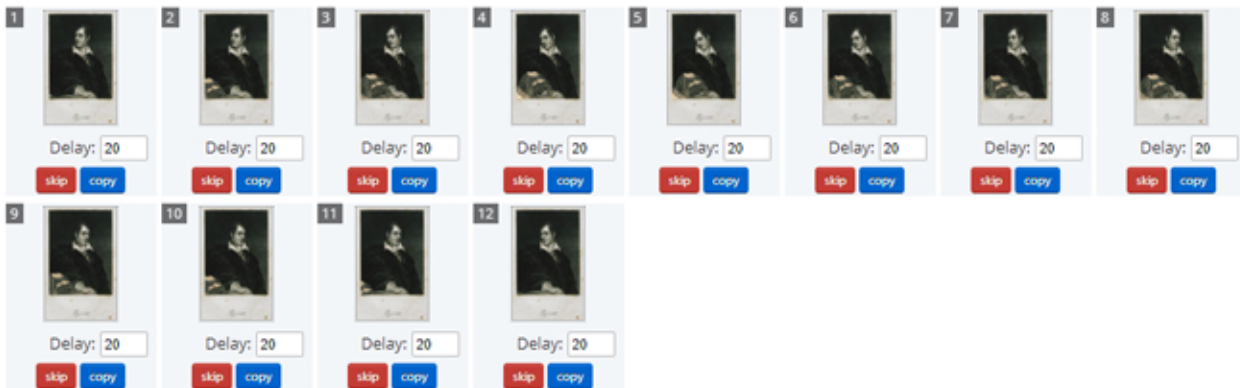 1 2 3 4 5 6 7 8
Delay: 20 Delay: 20 Delay: 20 Delay: 20 Delay: 20 Delay: 20 Delay: 20 Delay: 20
skip copy skip copy skip copy skip copy skip copy skip copy skip copy skip copy
9 10 11 12
Delay: 20 Delay: 20 Delay: 20 Delay: 20
skip copy skip copy skip copy skip copy